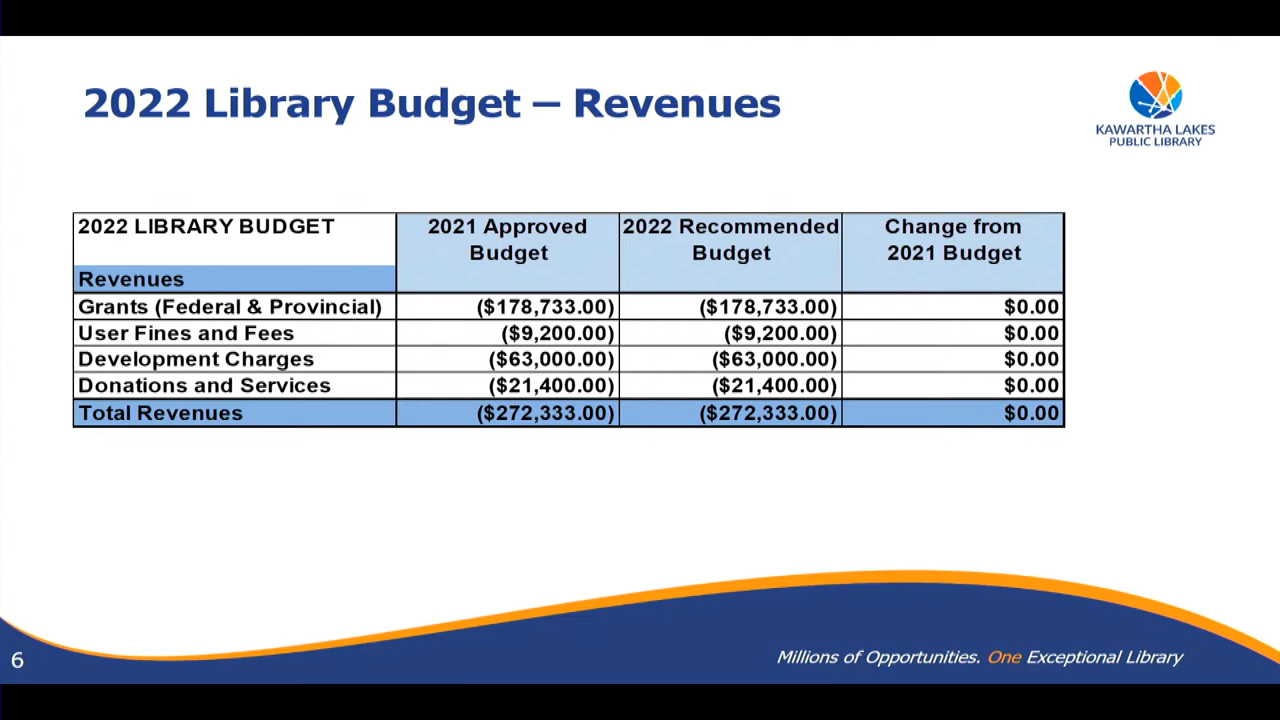 2022 Library Budget – Revenues
KAWARTHA LAKES
PUBLIC LIBRARY
2022 LIBRARY BUDGET 2021 Approved Budget 2022 Recommended Budget Change from 2021 Budget
Revenues
Grants (Federal & Provincial) ($178,733.00) ($178,733.00) $0.00
User Fines and Fees ($9,200.00) ($9,200.00) $0.00
Development Charges ($63,000.00) ($63,000.00) $0.00
Donations and Services ($21,400.00) ($21,400.00) $0.00
Total Revenues ($272,333.00) ($272,333.00) $0.00
6
Millions of Opportunities. One Exceptional Library